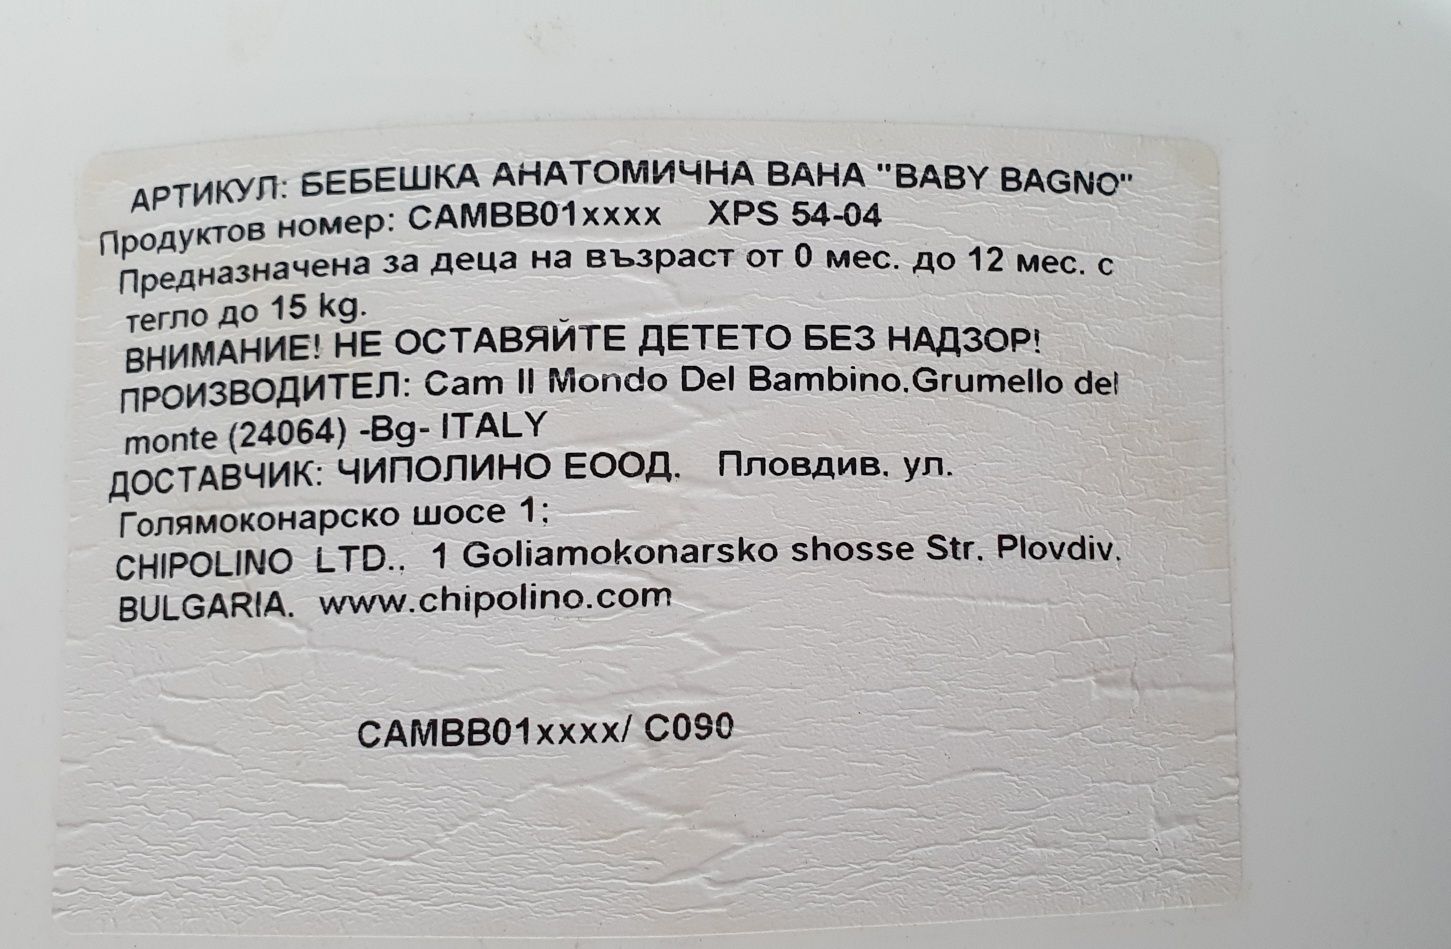 АРТИКУЛ: БЕБЕШКА АНАТОМИЧНА ВАНА "BABY BAGNO"
Продуктов номер: CAMBB01xxxx XPS 54-04
Предназначена за деца на възраст от 0 мес. до 12 мес. с
тегло до 15 kg.
ВНИМАНИЕ! НЕ ОСТАВЯЙТЕ ДЕТЕТО БЕЗ НАДЗОР!
ПРОИЗВОДИТЕЛ: Cam Il Mondo Del Bambino,Grumello del
monte (24064) -Bg- ITALY
ДОСТАВЧИК: ЧИПОЛИНО ЕООД, Пловдив, ул.
Голямоконарско шосе 1;
CHIPOLINO LTD., 1 Goliamokonarsko shosse Str. Plovdiv,
BULGARIA, www.chipolino.com
CAMBB01xxxx/ C090